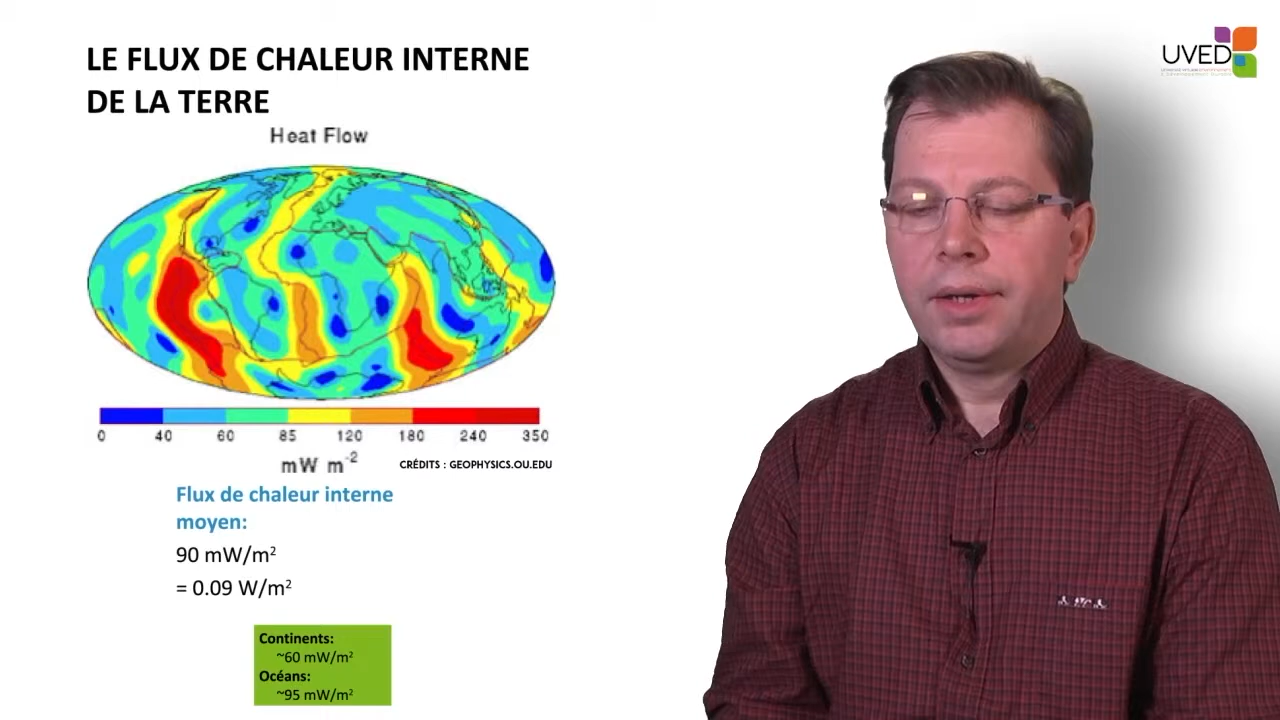 LE FLUX DE CHALEUR INTERNE
DE LA TERRE
UVED
Heat Flow
0 40 60 85 120 180 240 350
mW m-2
CRÉDITS : GEOPHYSICS.OU.EDU
Flux de chaleur interne
moyen:
90 mW/m²
= 0.09 W/m²
Continents:
~60 mW/m²
Océans:
~95 mW/m²